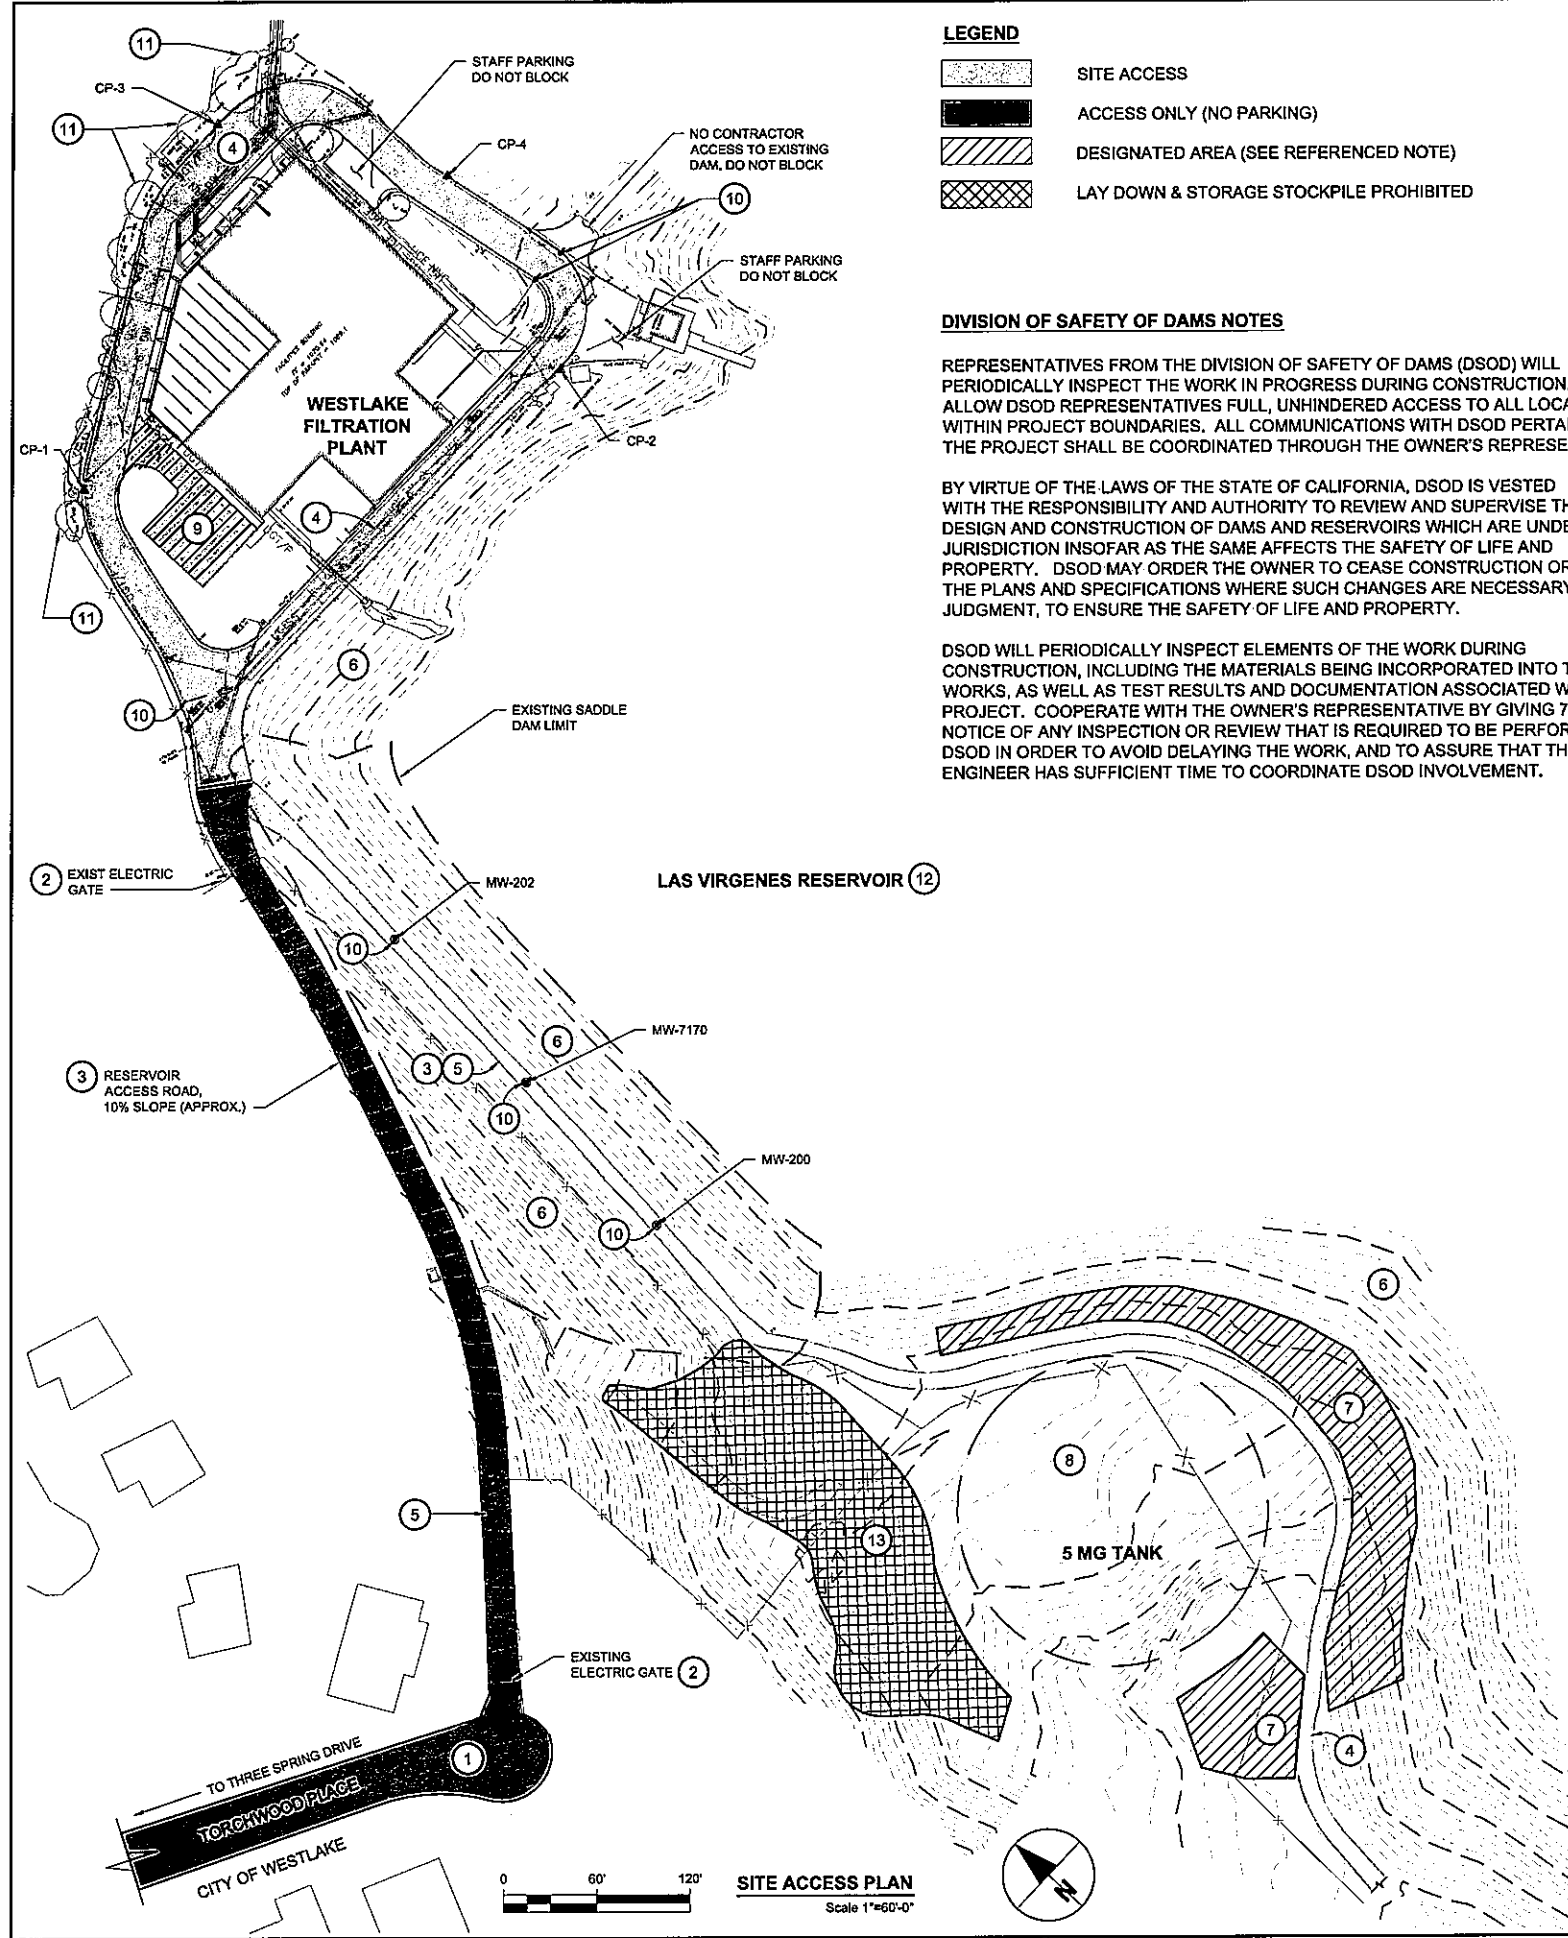 LEGEND
SITE ACCESS
ACCESS ONLY (NO PARKING)
DESIGNATED AREA (SEE REFERENCED NOTE)
LAY DOWN & STORAGE STOCKPILE PROHIBITED
DIVISION OF SAFETY OF DAMS NOTES
REPRESENTATIVES FROM THE DIVISION OF SAFETY OF DAMS (DSOD) WILL
PERIODICALLY INSPECT THE WORK IN PROGRESS DURING CONSTRUCTION.
ALLOW DSOD REPRESENTATIVES FULL, UNHINDERED ACCESS TO ALL LOCA
WITHIN PROJECT BOUNDARIES. ALL COMMUNICATIONS WITH DSOD PERTA
THE PROJECT SHALL BE COORDINATED THROUGH THE OWNER'S REPRESE
BY VIRTUE OF THE LAWS OF THE STATE OF CALIFORNIA, DSOD IS VESTED
WITH THE RESPONSIBILITY AND AUTHORITY TO REVIEW AND SUPERVISE TH
DESIGN AND CONSTRUCTION OF DAMS AND RESERVOIRS WHICH ARE UNDE
JURISDICTION INSOFAR AS THE SAME AFFECTS THE SAFETY OF LIFE AND
PROPERTY. DSOD MAY ORDER THE OWNER TO CEASE CONSTRUCTION OR
THE PLANS AND SPECIFICATIONS WHERE SUCH CHANGES ARE NECESSARY
JUDGMENT, TO ENSURE THE SAFETY OF LIFE AND PROPERTY.
DSOD WILL PERIODICALLY INSPECT ELEMENTS OF THE WORK DURING
CONSTRUCTION, INCLUDING THE MATERIALS BEING INCORPORATED INTO T
WORKS, AS WELL AS TEST RESULTS AND DOCUMENTATION ASSOCIATED W
PROJECT. COOPERATE WITH THE OWNER'S REPRESENTATIVE BY GIVING 7
NOTICE OF ANY INSPECTION OR REVIEW THAT IS REQUIRED TO BE PERFOR
DSOD IN ORDER TO AVOID DELAYING THE WORK, AND TO ASSURE THAT TH
ENGINEER HAS SUFFICIENT TIME TO COORDINATE DSOD INVOLVEMENT.
11
STAFF PARKING
DO NOT BLOCK
CP-3
11
4
CP-4
NO CONTRACTOR
ACCESS TO EXISTING
DAM, DO NOT BLOCK
10
STAFF PARKING
DO NOT BLOCK
WESTLAKE
FILTRATION
PLANT
CP-2
CP-1
9
4
11
6
10
EXISTING SADDLE
DAM LIMIT
2 EXIST ELECTRIC
GATE
MW-202
LAS VIRGENES RESERVOIR 12
10
MW-7170
6
3 5
3 RESERVOIR
ACCESS ROAD,
10% SLOPE (APPROX.)
10
MW-200
6
10
6
7
8
5
13
5 MG TANK
EXISTING
ELECTRIC GATE 2
7
4
1
TO THREE SPRING DRIVE
TORCHWOOD PLACE
CITY OF WESTLAKE
0 60' 120'
SITE ACCESS PLAN
Scale 1"=60'-0"
N